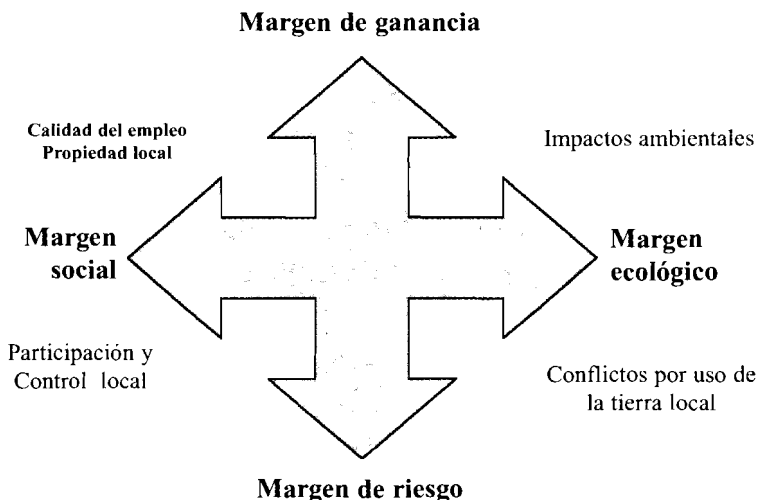 Margen de ganancia
Calidad del empleo
Propiedad local
Impactos ambientales
Margen
social
Margen
ecológico
Participación y
Control local
Conflictos por uso de
la tierra local
Margen de riesgo